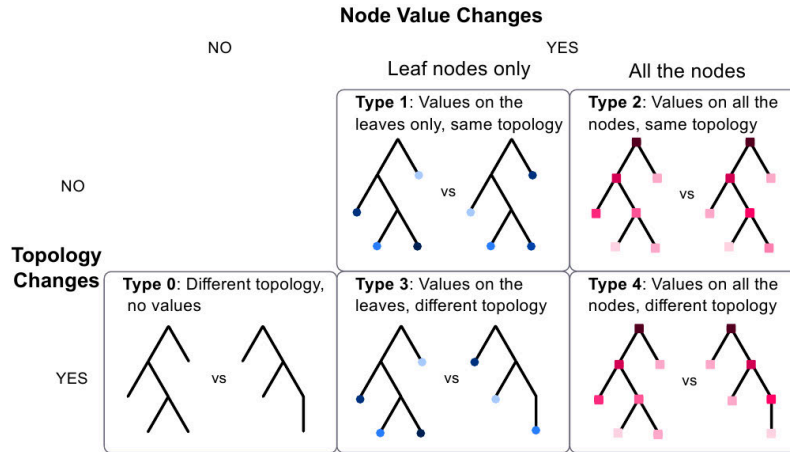 Node Value Changes
NO
YES
Leaf nodes only
All the nodes
Type 1: Values on the
leaves only, same topology
vs
Type 2: Values on all the
nodes, same topology
vs
NO
Topology
Changes
Type 0: Different topology,
no values
vs
Type 3: Values on the
leaves, different topology
vs
Type 4: Values on all the
nodes, different topology
vs
YES